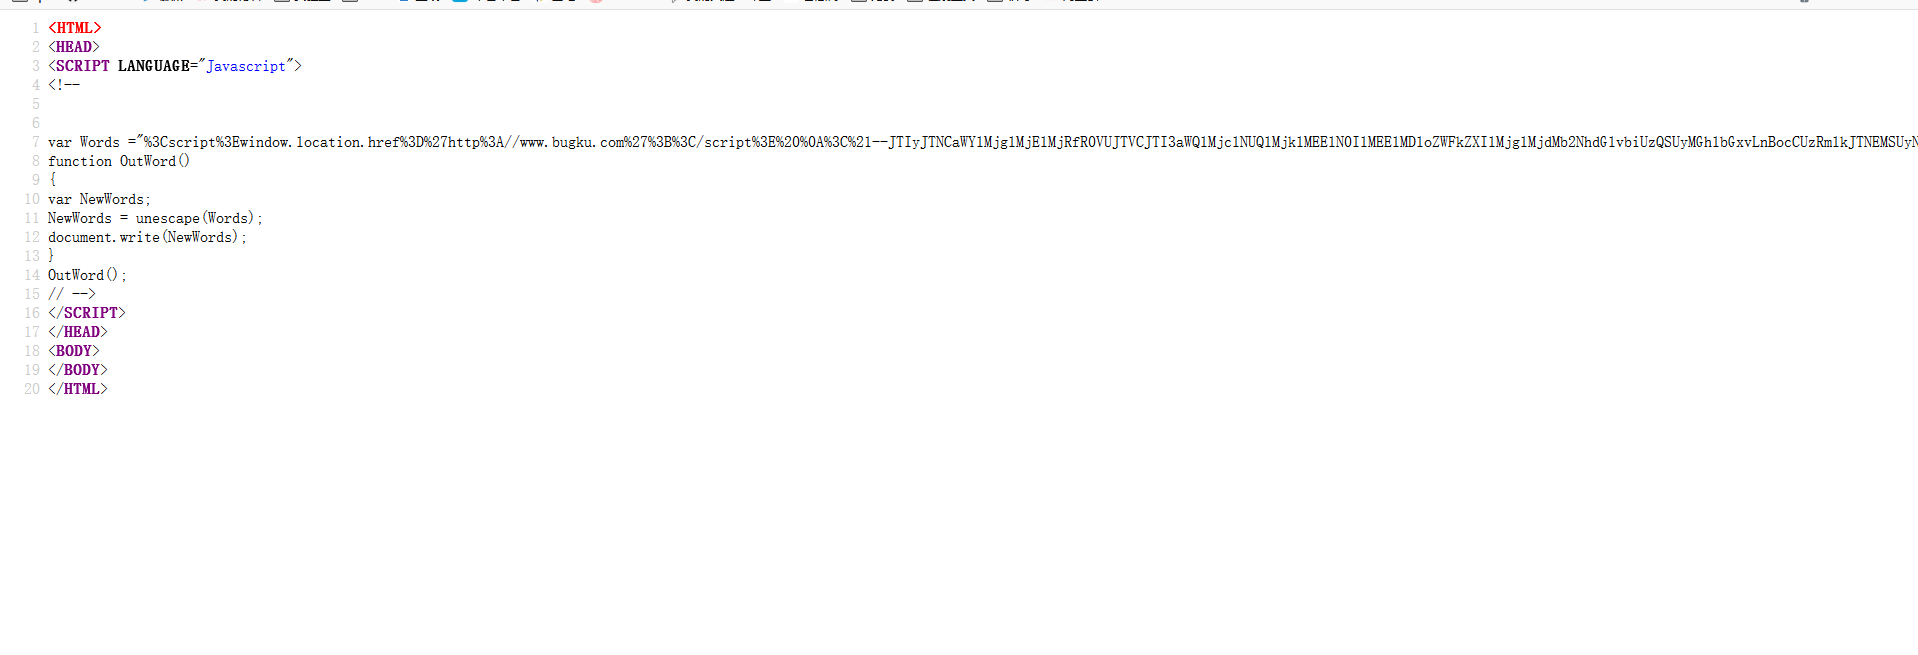 1 <HTML>
2 <HEAD>
3 <SCRIPT LANGUAGE="Javascript">
4 <!--
5
6
7 var Words ="%3Cscript%3Ewindow.location.href%3D%27http%3A//www.bugku.com%27%3B%3C/script%3E%20%0A%3C%21--JTIyJTNCaWYlMjglMjElMjRfR0VUJTVCJTI3aWQlMjclNUQlMjklMEElN0IlMEElMDloZWFkZXIlMjglMjdMb2NhdGlvbiUzQSUyMGhlbGxvLnBocCUzRmlkJTNEMSUyN
8 function OutWord()
9 {
10 var NewWords;
11 NewWords = unescape(Words);
12 document.write(NewWords);
13 }
14 OutWord();
15 // -->
16 </SCRIPT>
17 </HEAD>
18 <BODY>
19 </BODY>
20 </HTML>